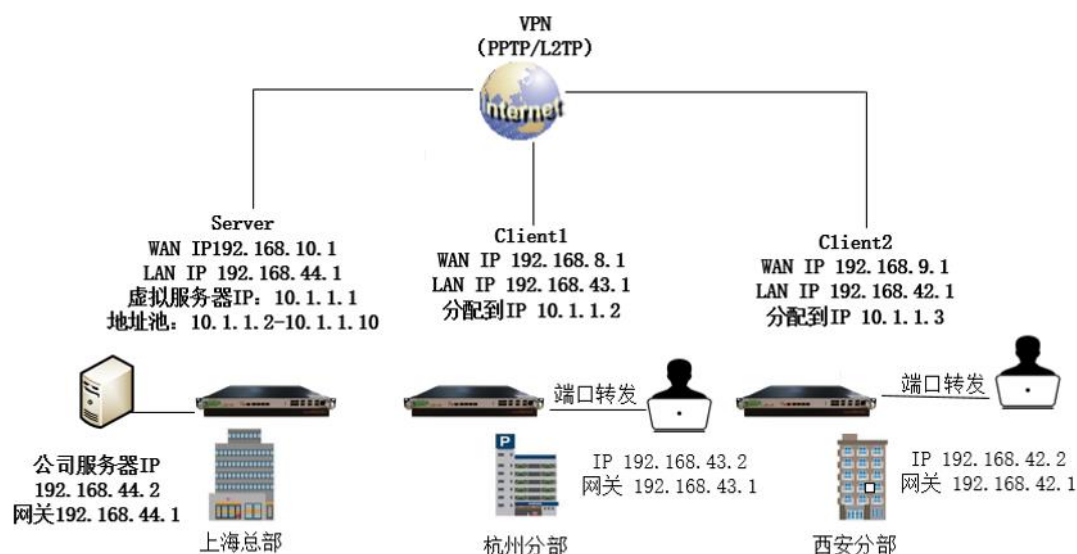 VPN
(PPTP/L2TP)
Internet
Server
WAN IP192.168.10.1
LAN IP 192.168.44.1
虚拟服务器IP：10.1.1.1
地址池：10.1.1.2-10.1.1.10
Client1
WAN IP 192.168.8.1
LAN IP 192.168.43.1
分配到IP 10.1.1.2
Client2
WAN IP 192.168.9.1
LAN IP 192.168.42.1
分配到IP 10.1.1.3
端口转发
端口转发
公司服务器IP
192.168.44.2
网关192.168.44.1
上海总部
P
IP 192.168.43.2
网关 192.168.43.1
杭州分部
IP 192.168.42.2
网关 192.168.42.1
西安分部